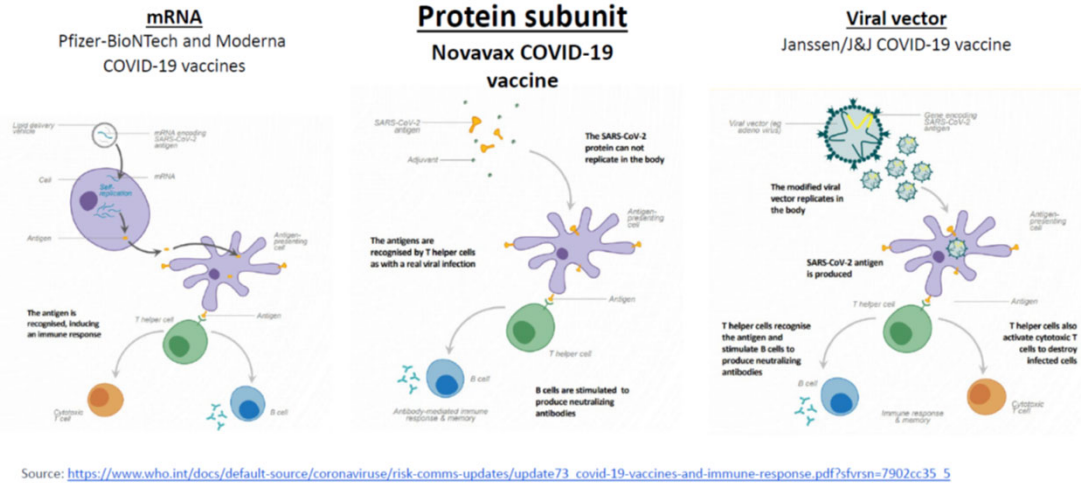 mRNA
Pfizer-BioNTech and Moderna
COVID-19 vaccines
Lipid delivery
vehicle
mRNA encoding
SARS-CoV-2
antigen
Cell
mRNA
Self-
replication
Antigen
Antigen-
presenting
cell
The antigen is
recognised, inducing
an immune response
T helper cell
Antigen
Cytotoxic
T cell
B cell
Protein subunit
Novavax COVID-19
vaccine
SARS-CoV-2
antigen
The SARS-CoV-2
protein can not
replicate in the body
Adjuvant
Antigen-
presenting
cell
The antigens are
recognised by T helper cells
as with a real viral infection
Antigen
T helper cell
B cell
B cells are stimulated to
produce neutralizing
antibodies
Antibody-mediated immune
response & memory
Viral vector
Janssen/J&J COVID-19 vaccine
Viral vector (eg
adeno virus)
Gene encoding
SARS-CoV-2
antigen
The modified viral
vector replicates in
the body
Antigen-
presenting
cell
SARS-CoV-2 antigen
is produced
T helper cell
Antigen
T helper cells recognise
the antigen and
stimulate B cells to
produce neutralizing
antibodies
T helper cells also
activate cytotoxic T
cells to destroy
infected cells
B cell
Immune response
& memory
Cytotoxic
T cell
Source: https://www.who.int/docs/default-source/coronaviruse/risk-comms-updates/update73_covid-19-vaccines-and-immune-response.pdf?sfvrsn=7902cc35_5